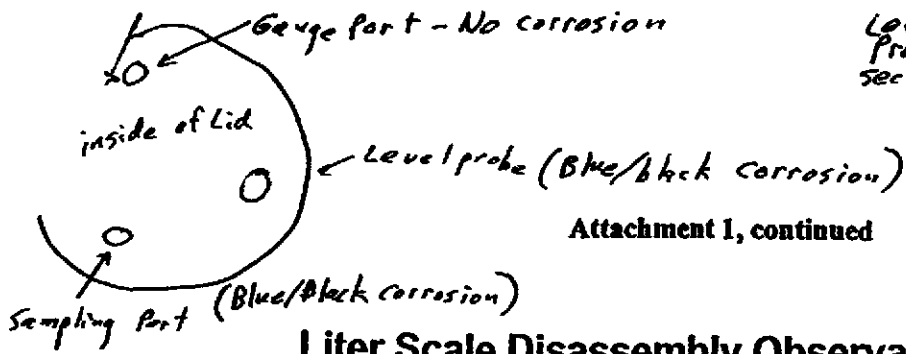 Gauge Port - No corrosion
inside of Lid
Level probe (Blue/black corrosion)
Attachment 1, continued
Sampling Port (Blue/Black corrosion)
Liter Scale Disassembly